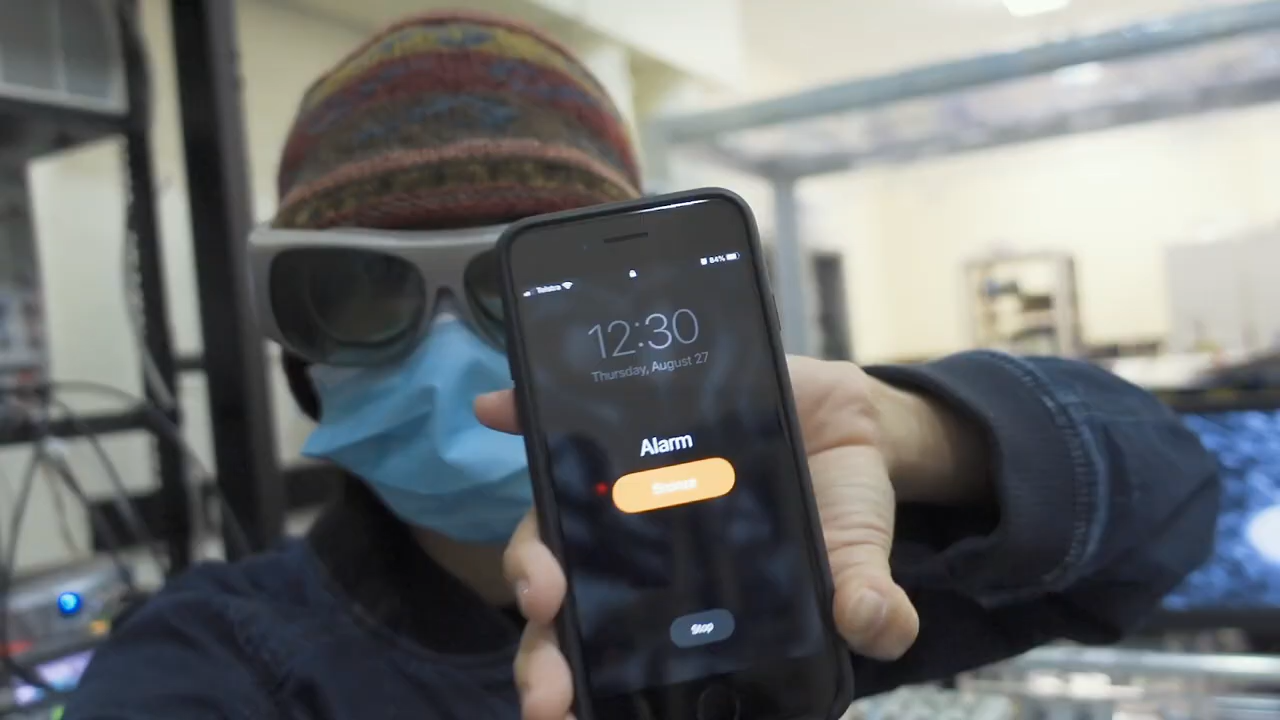 Telstra 84%
12:30
Thursday, August 27
Alarm
Snooze
Stop